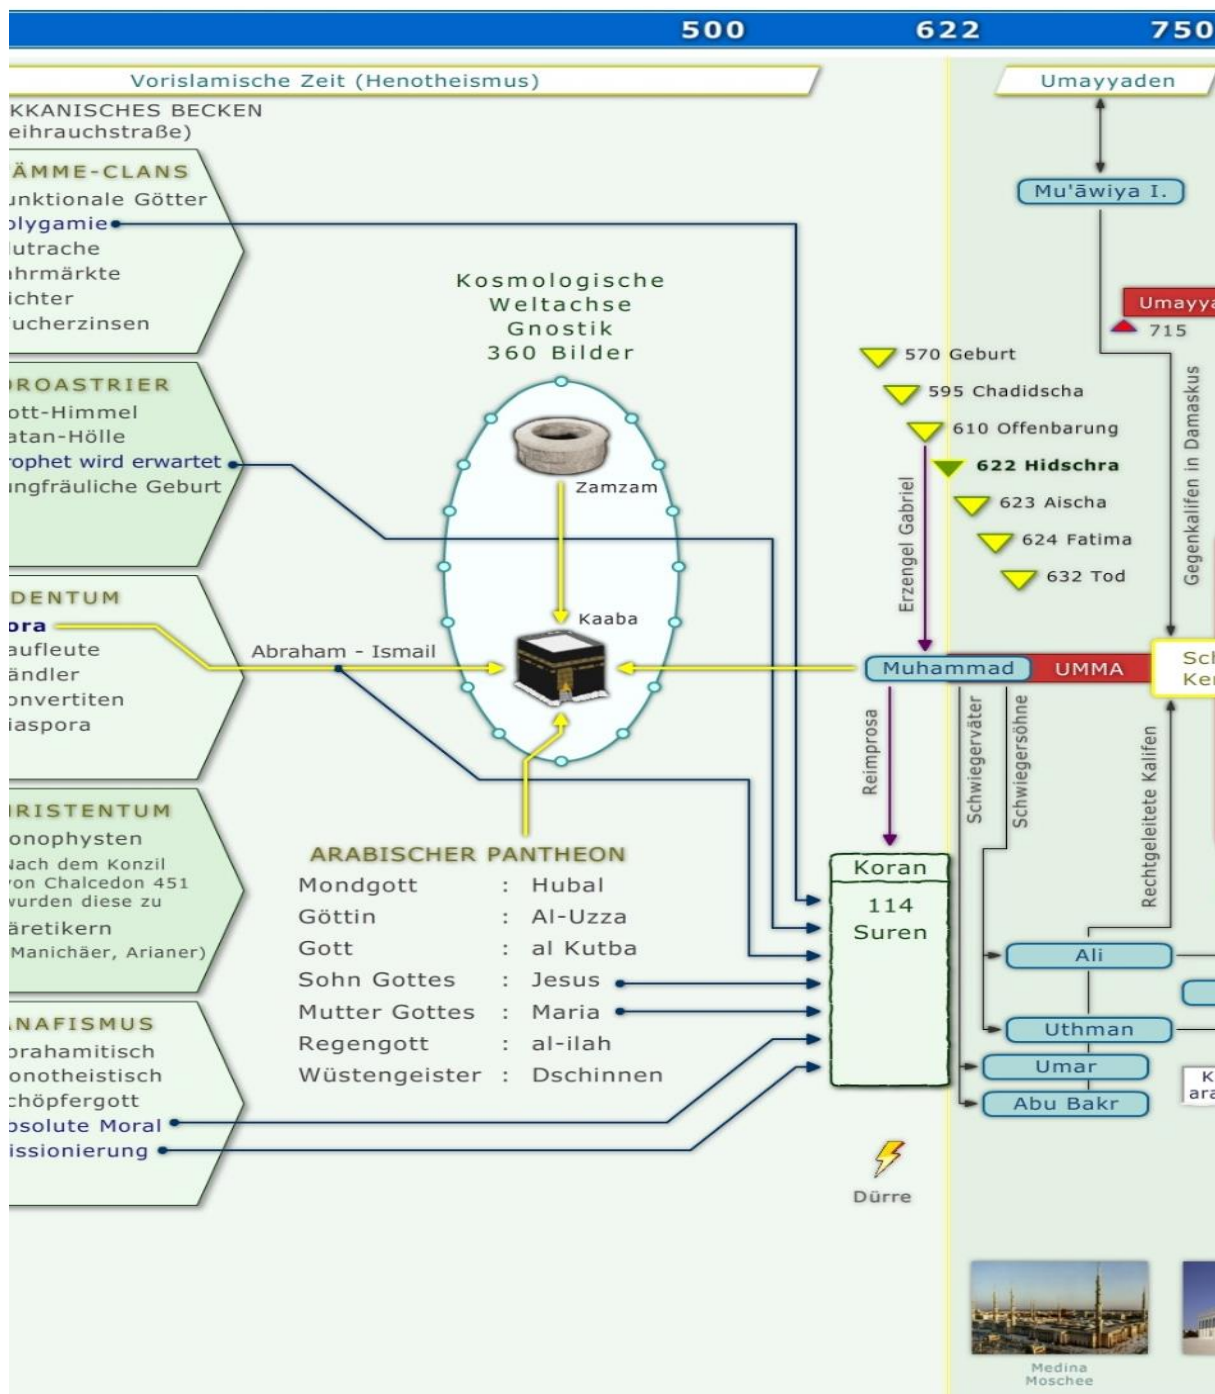 500 622 750
Vorislamische Zeit (Henotheismus)
Umayyaden
KKANISCHES BECKEN
eihrauchstraße)
ÄMME-CLANS
unktionale Götter
olygamie
lutrache
ahrmärkte
ichter
ucherzinsen
OROASTRIER
ott-Himmel
atan-Hölle
rophet wird erwartet
ungfräuliche Geburt
DENTUM
ora
aufleute
ändler
onvertiten
iaspora
RISTENTUM
onophysten
Nach dem Konzil
von Chalcedon 451
wurden diese zu
äretikern
Manichäer, Arianer)
ANAFISMUS
brahamitisch
onotheistisch
chöpfergott
bsolute Moral
issionierung
Kosmologische
Weltachse
Gnostik
360 Bilder
Zamzam
Kaaba
Abraham - Ismail
ARABISCHER PANTHEON
Mondgott : Hubal
Göttin : Al-Uzza
Gott : al Kutba
Sohn Gottes : Jesus
Mutter Gottes : Maria
Regengott : al-ilah
Wüstengeister : Dschinnen
570 Geburt
595 Chadidscha
610 Offenbarung
622 Hidschra
623 Aischa
624 Fatima
632 Tod
Erzengel Gabriel
Muhammad
UMMA
Reimprosa
Schwiegerväter
Schwiegersöhne
Koran
114
Suren
Dürre
Mu'āwiya I.
Umayya
715
Gegenkalifen in Damaskus
Sch
Ker
Rechtgeleitete Kalifen
Ali
Uthman
Umar
Abu Bakr
K
ara
Medina
Moschee